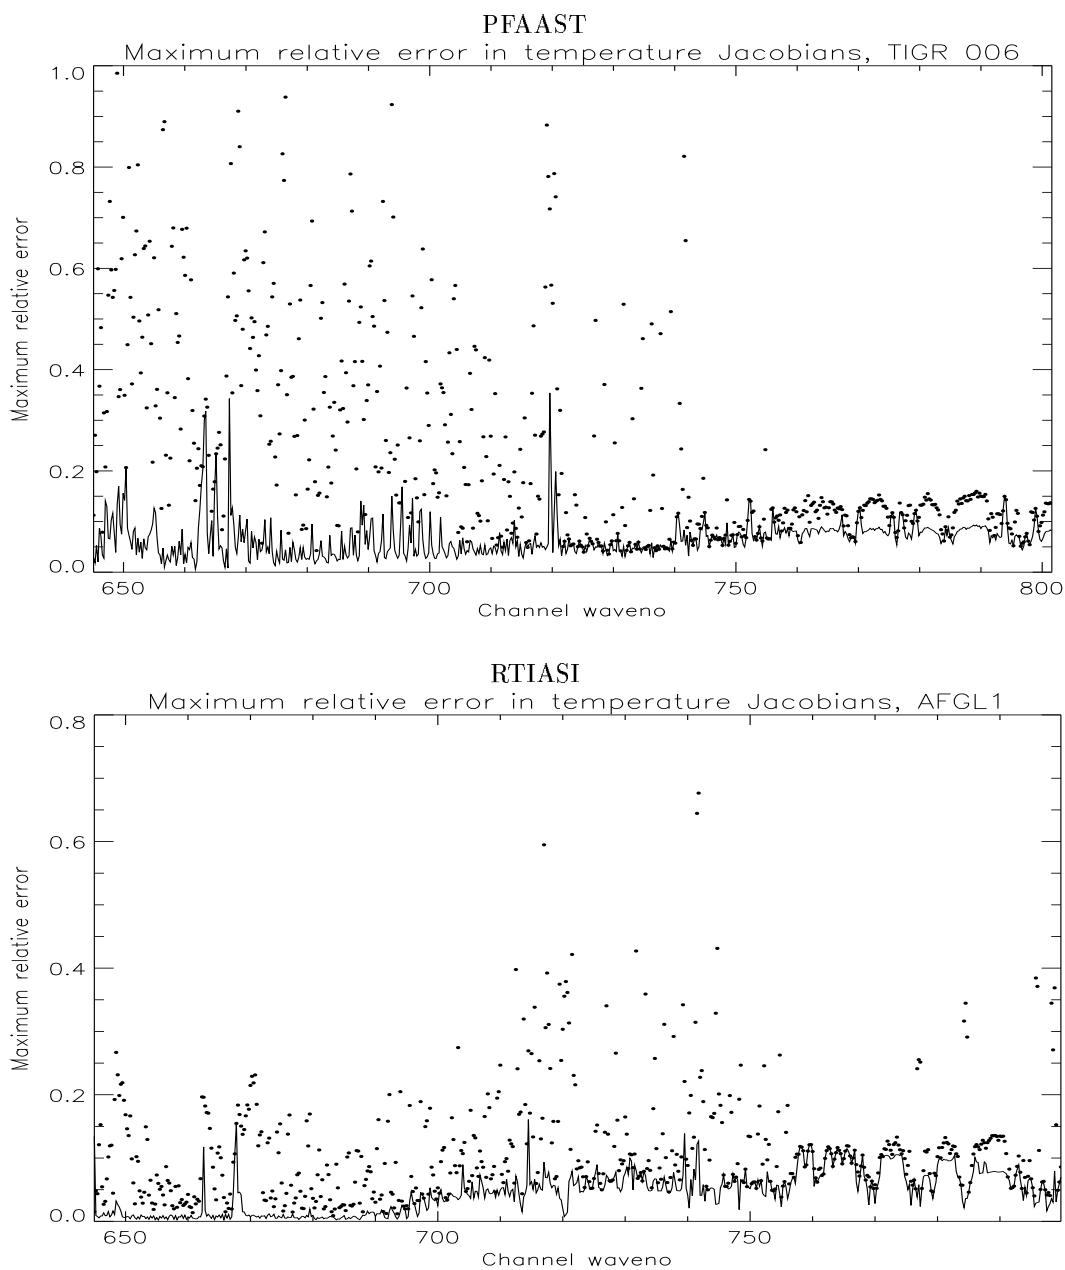 PFAAST
Maximum relative error in temperature Jacobians, TIGR 006
1.0
0.8
0.6
0.4
0.2
0.0
Maximum relative error
650
700
750
800
Channel waveno
RTIASI
Maximum relative error in temperature Jacobians, AFGL1
0.8
0.6
0.4
0.2
0.0
Maximum relative error
650
700
750
Channel waveno